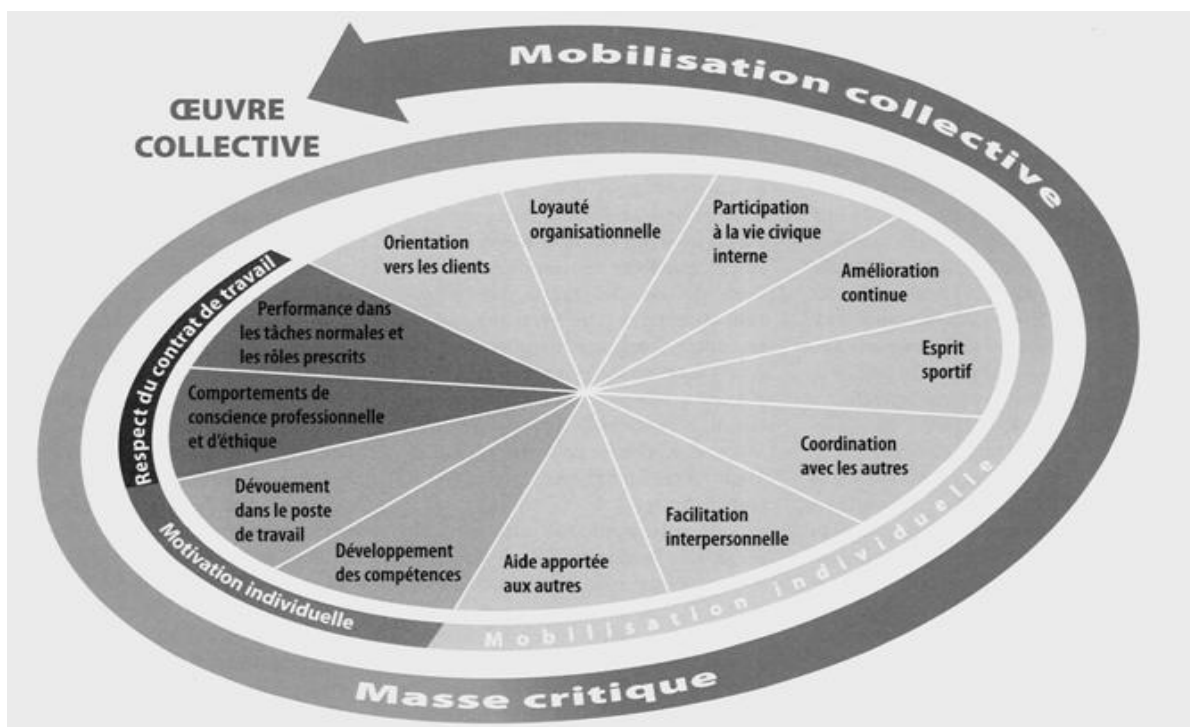 Mobilisation collective
ŒUVRE
COLLECTIVE
Loyauté
organisationnelle
Participation
à la vie civique
interne
Orientation
vers les clients
Amélioration
continue
Respect du contrat de travail
Performance dans
les tâches normales et
les rôles prescrits
Esprit
sportif
Comportements de
conscience professionnelle
et d'éthique
Coordination
avec les autres
Dévouement
dans le poste
de travail
Facilitation
interpersonnelle
Développement
des compétences
Aide apportée
aux autres
Motivation individuelle
Mobilisation individuelle
Masse critique